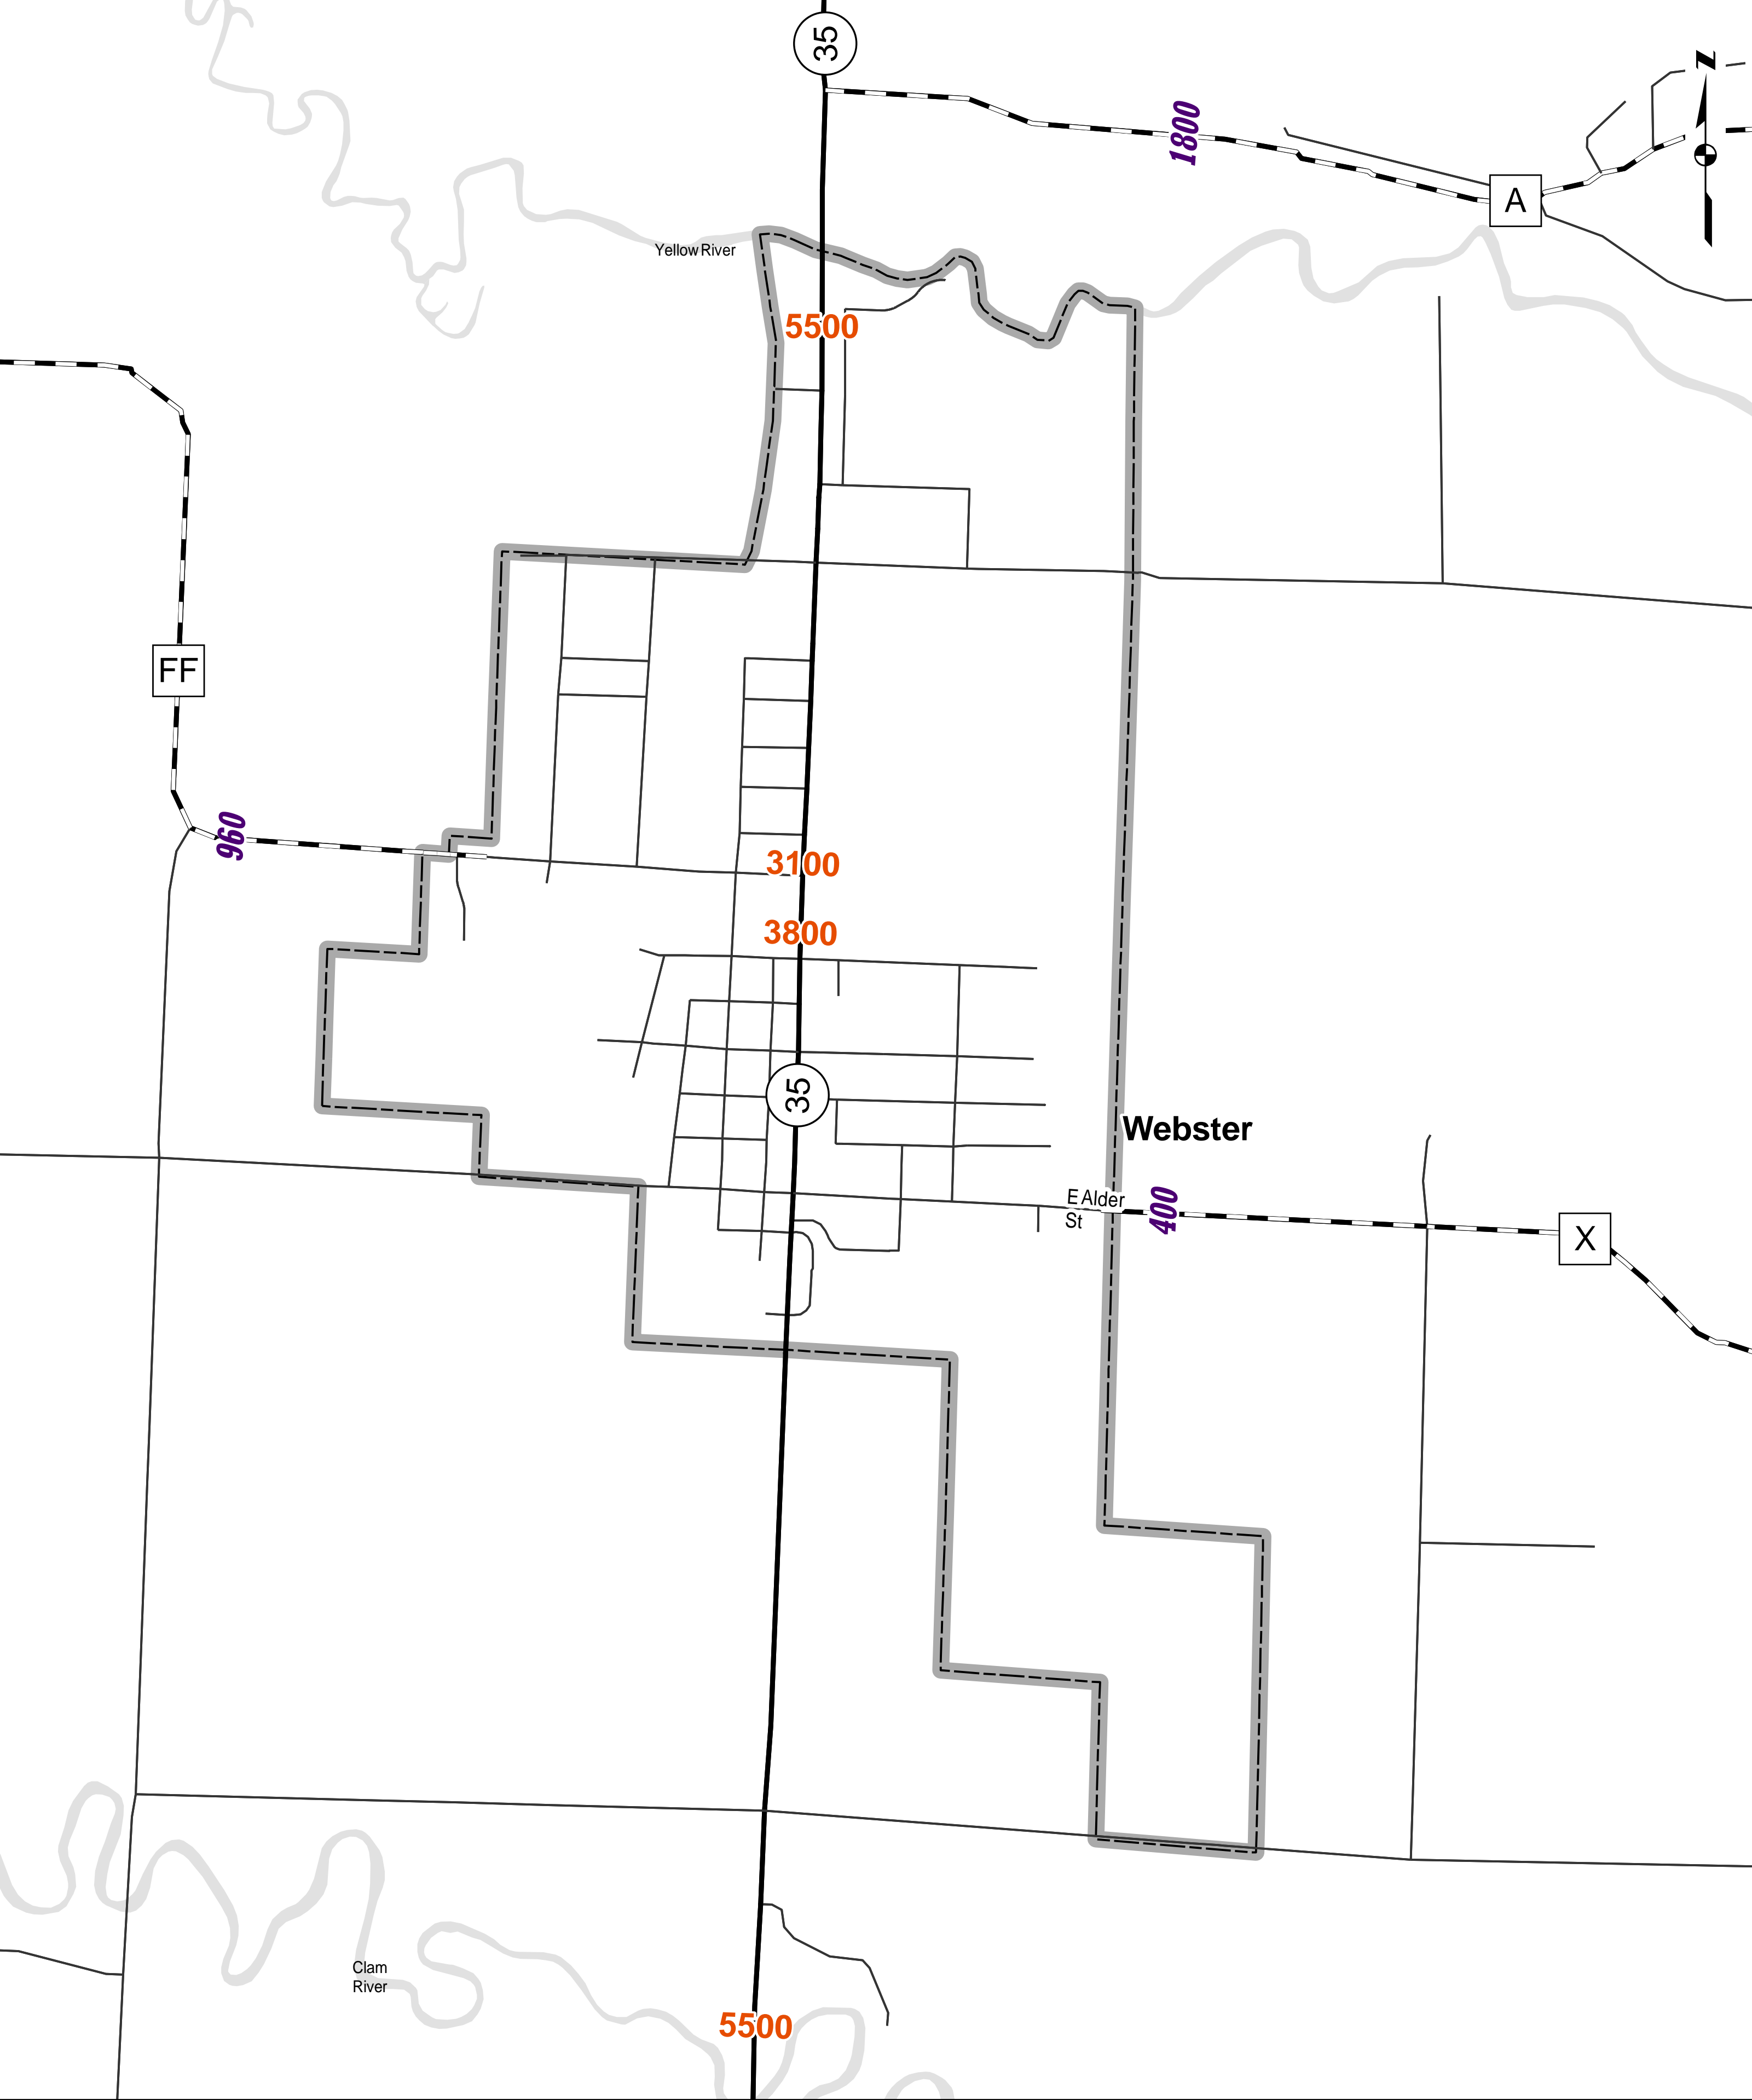 35
N
1800
A
Yellow River
5500
FF
960
3100
3800
35
Webster
E Alder
St
400
X
Clam
River
5500